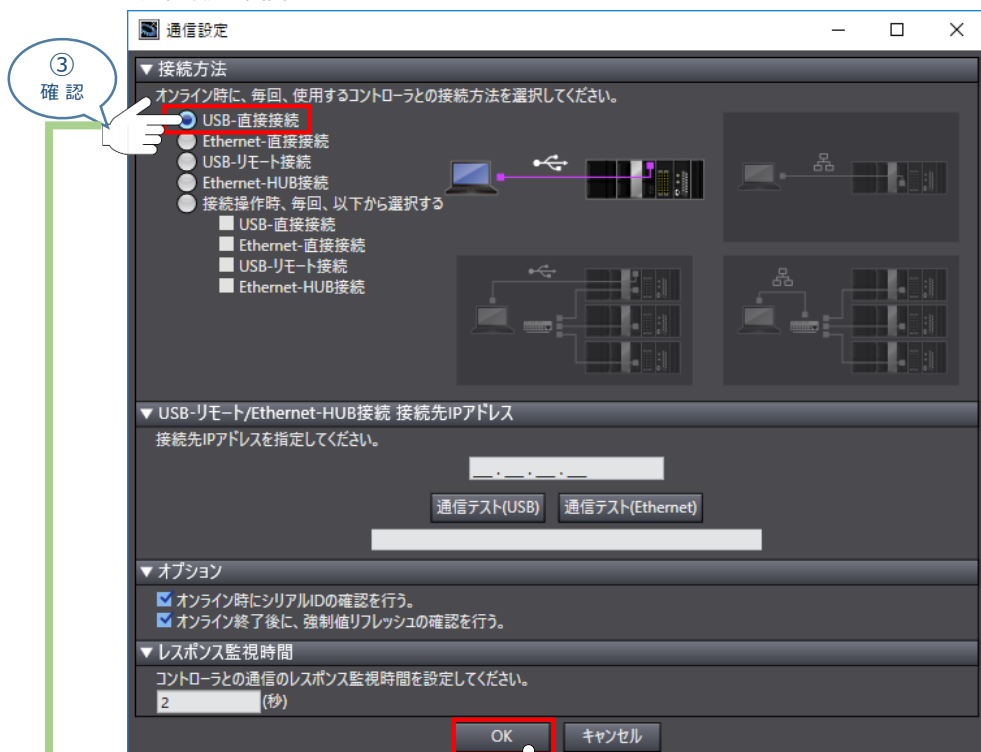 通信設定
③
確認
▼接続方法
オンライン時に、毎回、使用するコントローラとの接続方法を選択してください。
USB-直接接続
Ethernet-直接接続
USB-リモート接続
Ethernet-HUB接続
接続操作時、毎回、以下から選択する
USB-直接接続
Ethernet-直接接続
USB-リモート接続
Ethernet-HUB接続
▼USB-リモート/Ethernet-HUB接続 接続先IPアドレス
接続先IPアドレスを指定してください。
__.__.__.__
通信テスト(USB) 通信テスト(Ethernet)
▼オプション
オンライン時にシリアルIDの確認を行う。
オンライン終了後に、強制値リフレッシュの確認を行う。
▼レスポンス監視時間
コントローラとの通信のレスポンス監視時間を設定してください。
2 (秒)
OK キャンセル